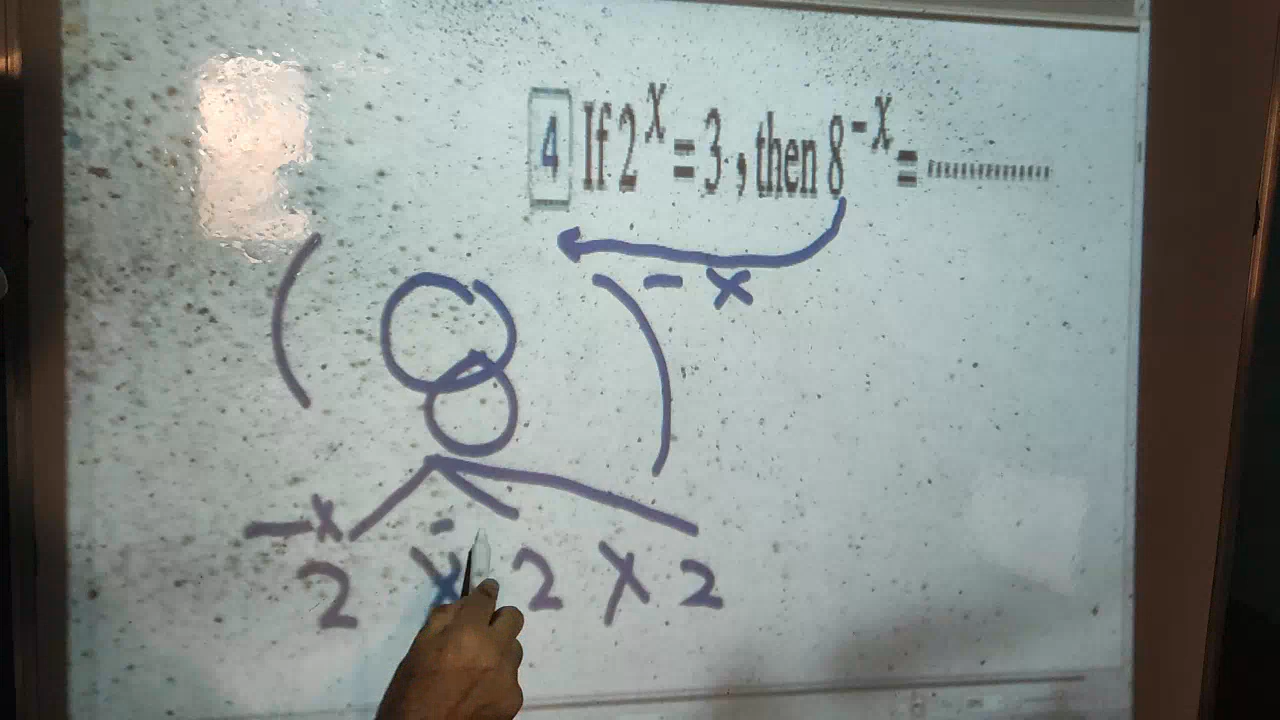 4 If 2^x = 3, then 8^-x = ................
( 8 ) - x
- x -
2 x 2 x 2